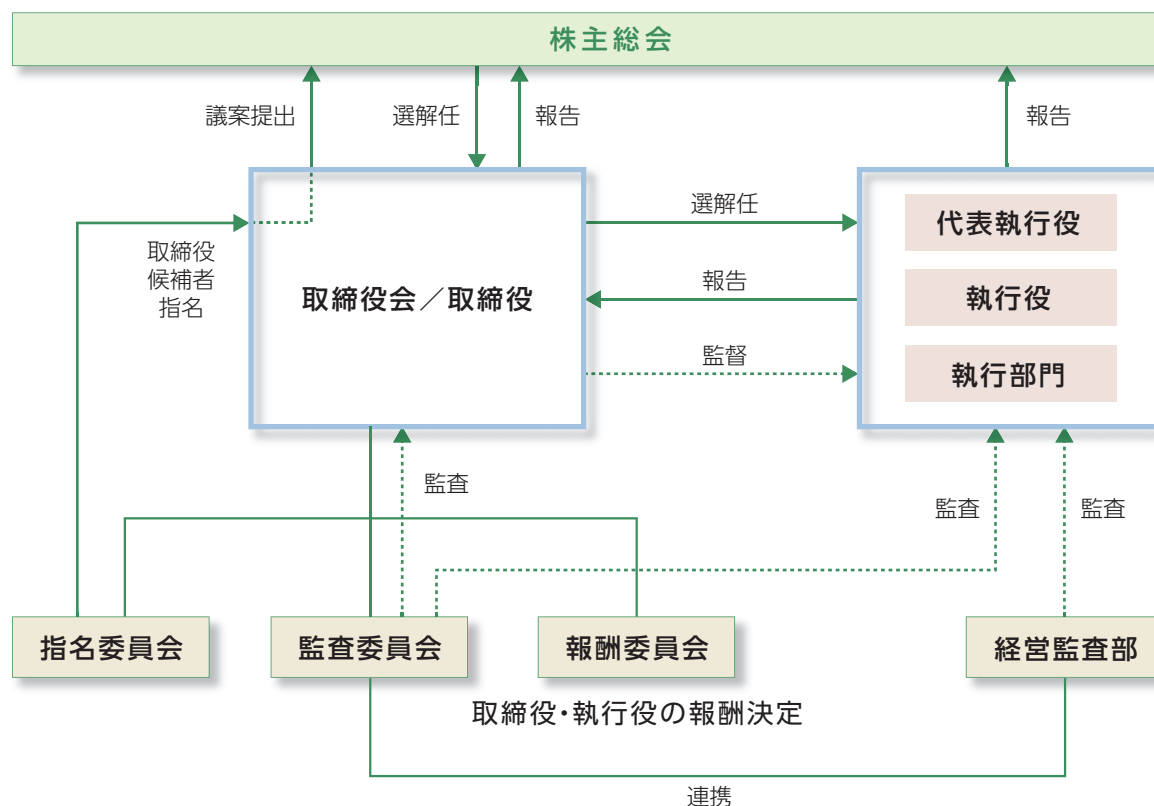 株主総会
議案提出
選解任
報告
報告
選解任
代表執行役
取締役
候補者
指名
取締役会／取締役
報告
執行役
監督
執行部門
監査
監査
監査
指名委員会
監査委員会
報酬委員会
経営監査部
取締役・執行役の報酬決定
連携